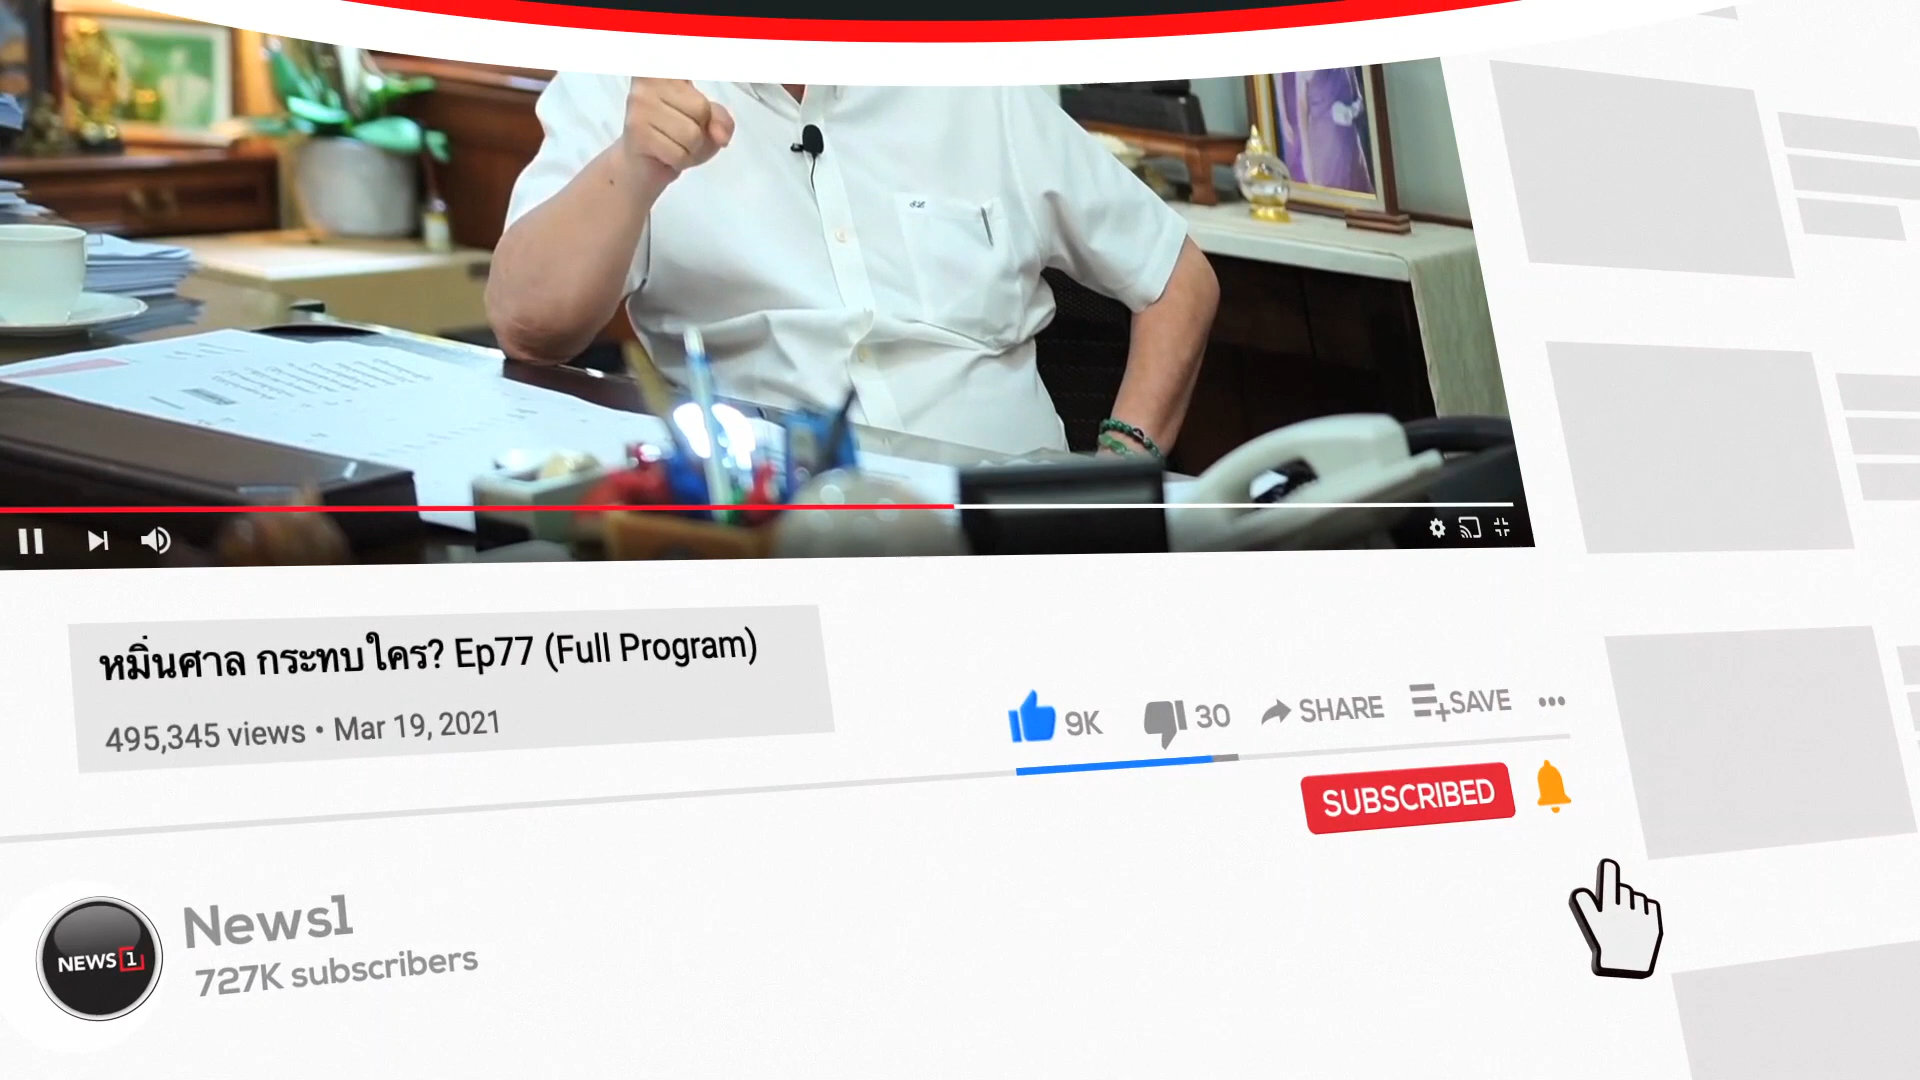 หมิ่นศาล กระทบใคร? Ep77 (Full Program)
495,345 views • Mar 19, 2021
9K
30
SHARE
SAVE
SUBSCRIBED
NEWS 1
News1
727K subscribers